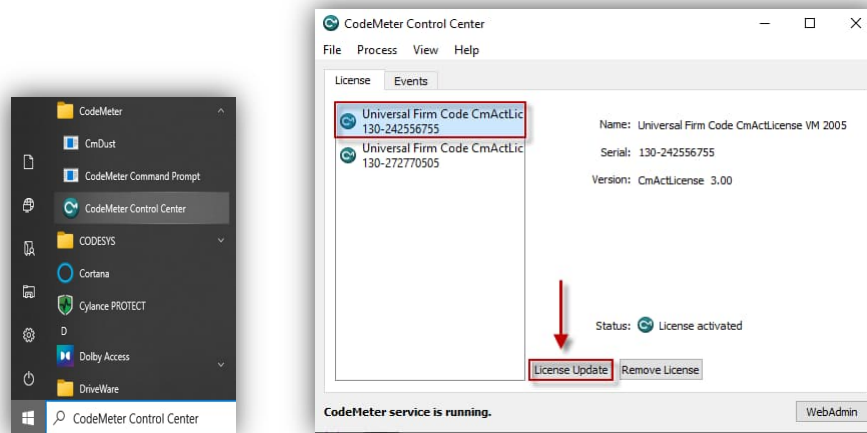 CodeMeter
CmDust
CodeMeter Command Prompt
CodeMeter Control Center
CODESYS
Cortana
Cylance PROTECT
D
Dolby Access
DriveWare
CodeMeter Control Center
CodeMeter Control Center
File Process View Help
License Events
Universal Firm Code CmActLic
130-242556755
Universal Firm Code CmActLic
130-272770505
Name: Universal Firm Code CmActLicense VM 2005
Serial: 130-242556755
Version: CmActLicense 3.00
Status: License activated
License Update Remove License
CodeMeter service is running.
WebAdmin